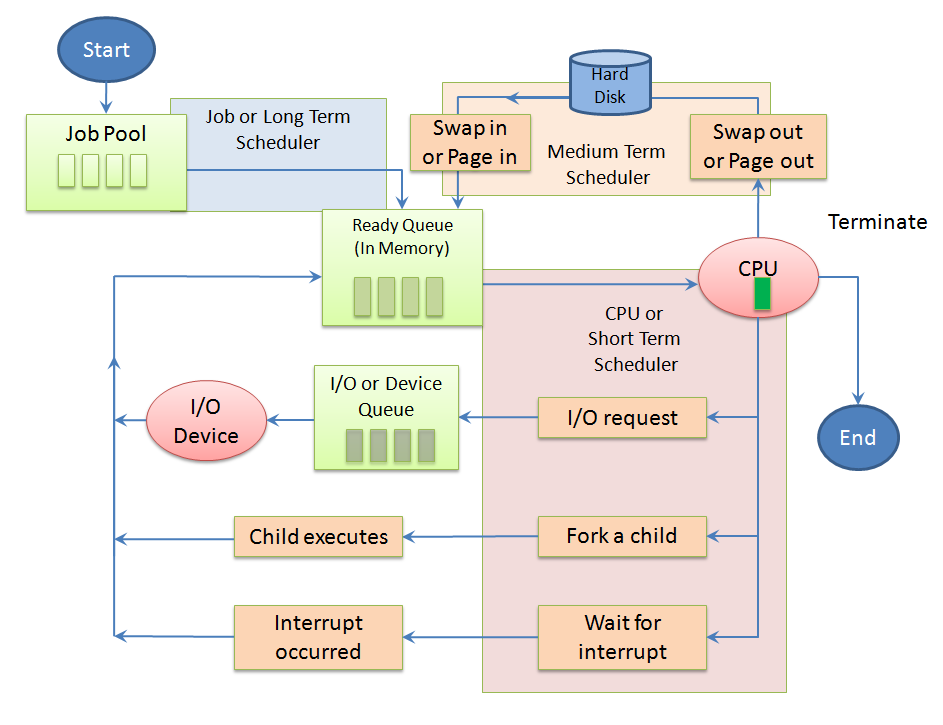 Start
Job Pool
Job or Long Term
Scheduler
Hard
Disk
Swap in
or Page in
Medium Term
Scheduler
Swap out
or Page out
Terminate
Ready Queue
(In Memory)
CPU
CPU or
Short Term
Scheduler
I/O or Device
Queue
I/O
Device
I/O request
End
Child executes
Fork a child
Interrupt
occurred
Wait for
interrupt